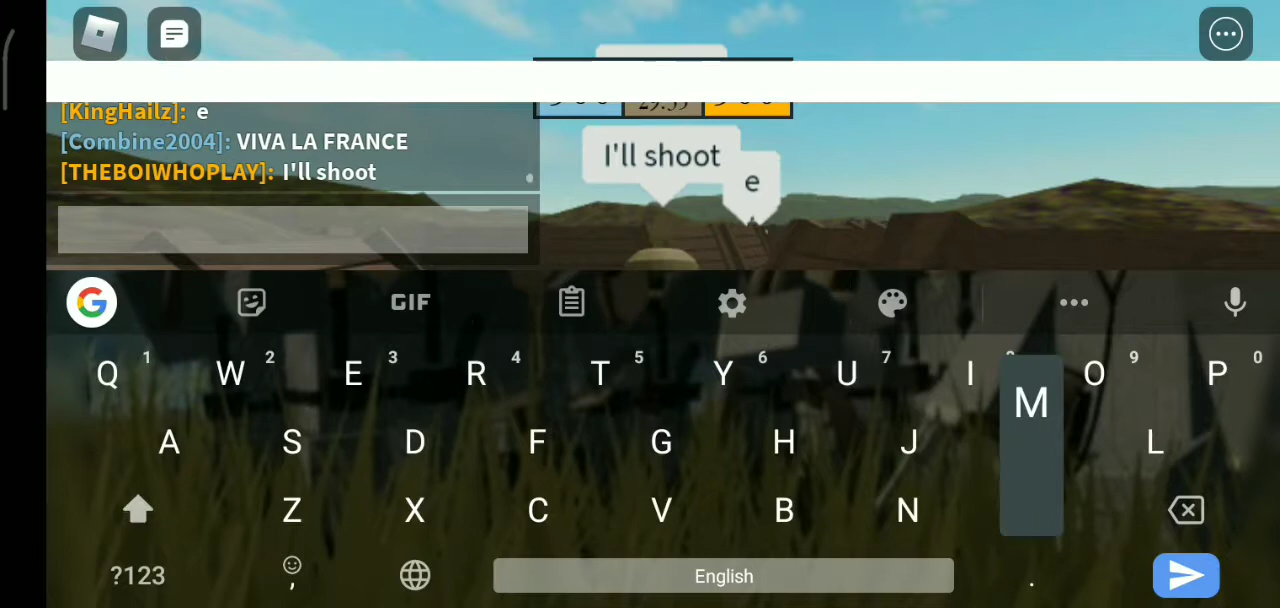 [KingHailz]: e
[Combine2004]: VIVA LA FRANCE
[THEBOIWHOPLAY]: I'll shoot
I'll shoot
e
G GIF
Q 1 W 2 E 3 R 4 T 5 Y 6 U 7 I O 9 P 0
M
A S D F G H J L
Z X C V B N
?123 , English .